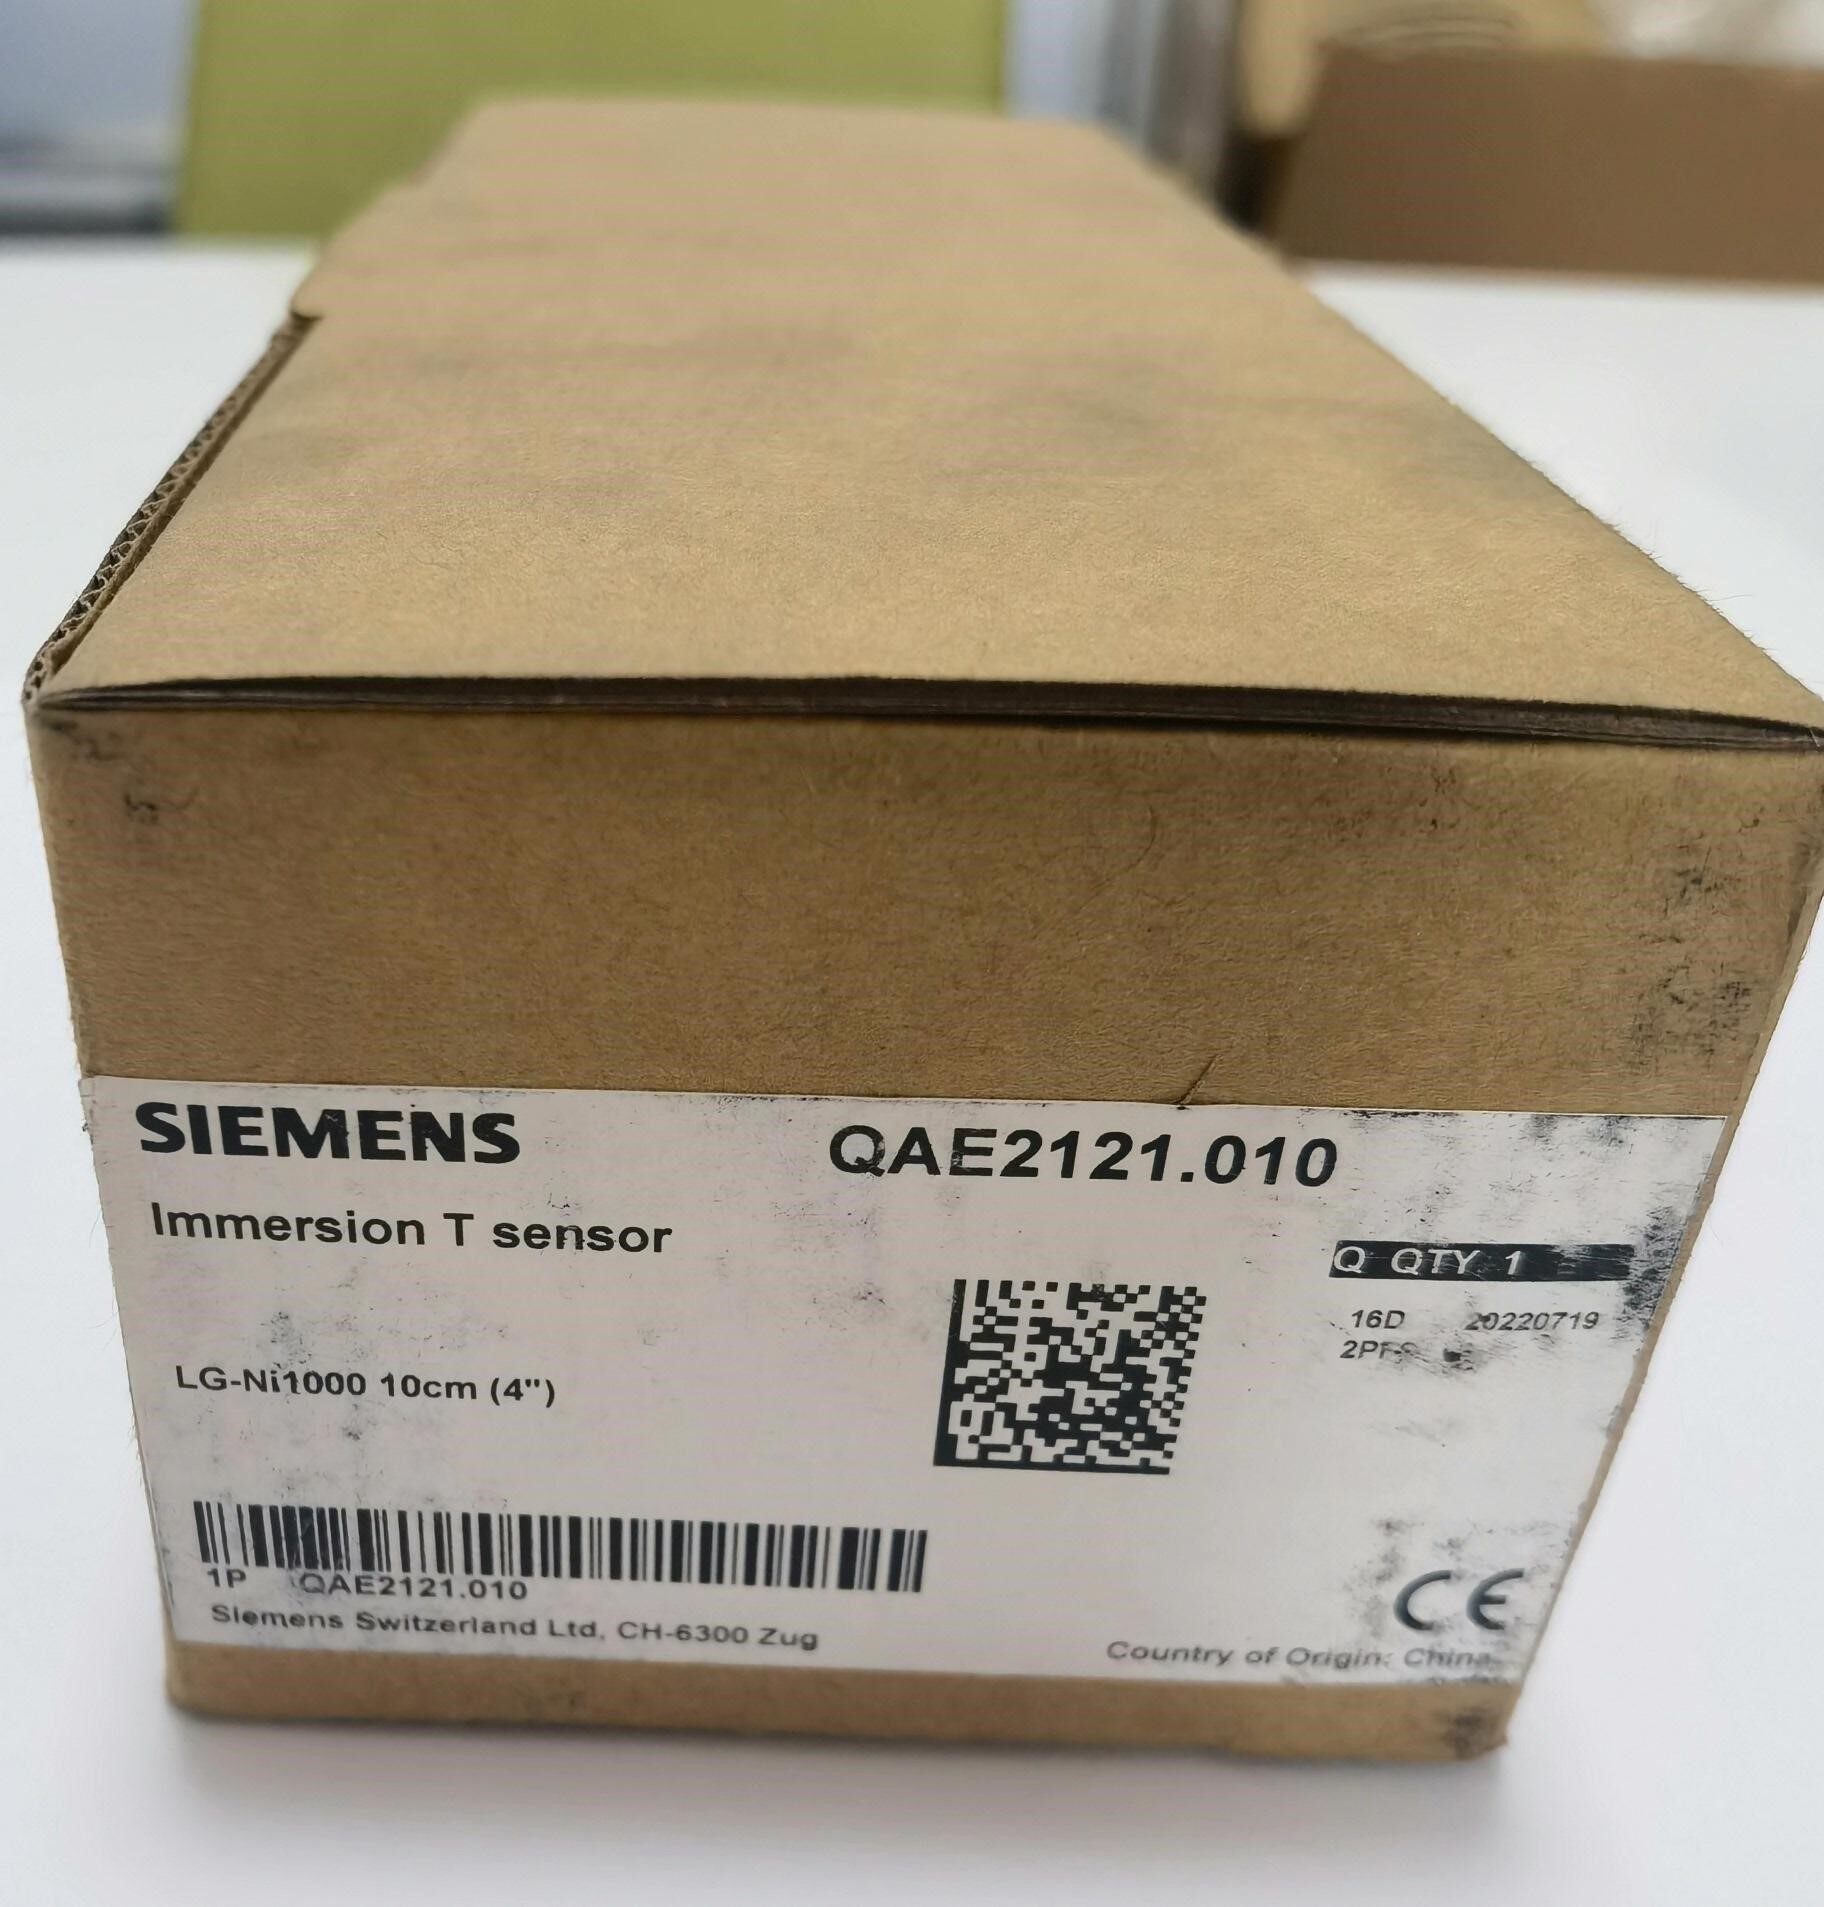 SIEMENS
QAE2121.010
Immersion T sensor
Q QTY 1
16D 20220719
LG-Ni1000 10cm (4")
1P QAE2121.010
Siemens Switzerland Ltd, CH-6300 Zug
CE
Country of Origin: China